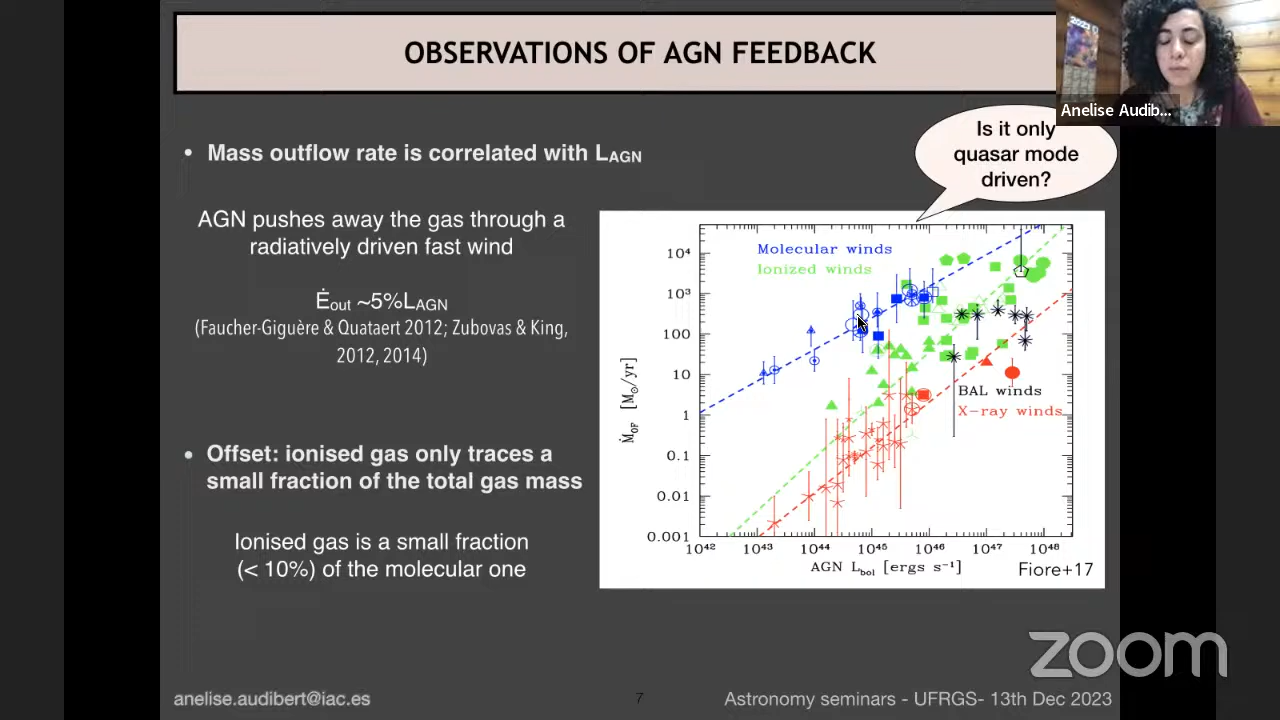 OBSERVATIONS OF AGN FEEDBACK
2023
Anelise Audib...
Is it only
quasar mode
driven?
• Mass outflow rate is correlated with LAGN
AGN pushes away the gas through a
radiatively driven fast wind
Ėout ~5%LAGN
(Faucher-Giguère & Quataert 2012; Zubovas & King,
2012, 2014)
• Offset: ionised gas only traces a
small fraction of the total gas mass
Ionised gas is a small fraction
(< 10%) of the molecular one
Molecular winds
Ionized winds
BAL winds
X-ray winds
ṀOF [M⊙/yr]
10⁴
10³
100
10
1
0.1
0.01
0.001
10⁴² 10⁴³ 10⁴⁴ 10⁴⁵ 10⁴⁶ 10⁴⁷ 10⁴⁸
AGN Lbol [ergs s⁻¹]
Fiore+17
zoom
anelise.audibert@iac.es
7
Astronomy seminars - UFRGS- 13th Dec 2023